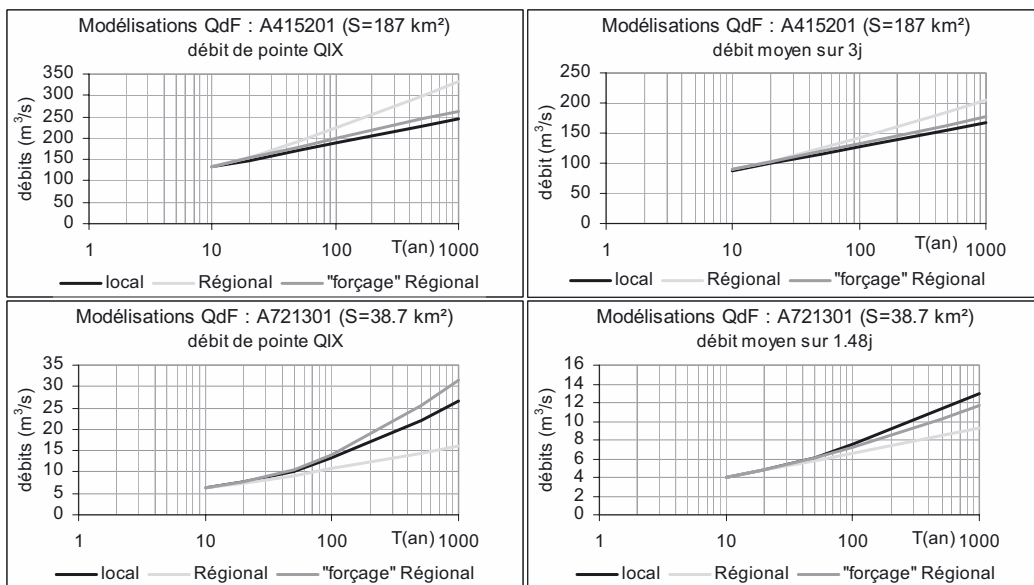 Modélisations QdF : A415201 (S=187 km²)
débit de pointe QIX
débits (m³/s)
350
300
250
200
150
100
50
0
1 10 100 T(an) 1000
local Régional "forçage" Régional
Modélisations QdF : A415201 (S=187 km²)
débit moyen sur 3j
débit (m³/s)
250
200
150
100
50
0
1 10 100 T(an) 1000
local Régional "forçage" Régional
Modélisations QdF : A721301 (S=38.7 km²)
débit de pointe QIX
débits (m³/s)
35
30
25
20
15
10
5
0
1 10 100 T(an) 1000
local Régional "forçage" Régional
Modélisations QdF : A721301 (S=38.7 km²)
débit moyen sur 1.48j
débits (m³/s)
16
14
12
10
8
6
4
2
0
1 10 100 T(an) 1000
local Régional "forçage" Régional